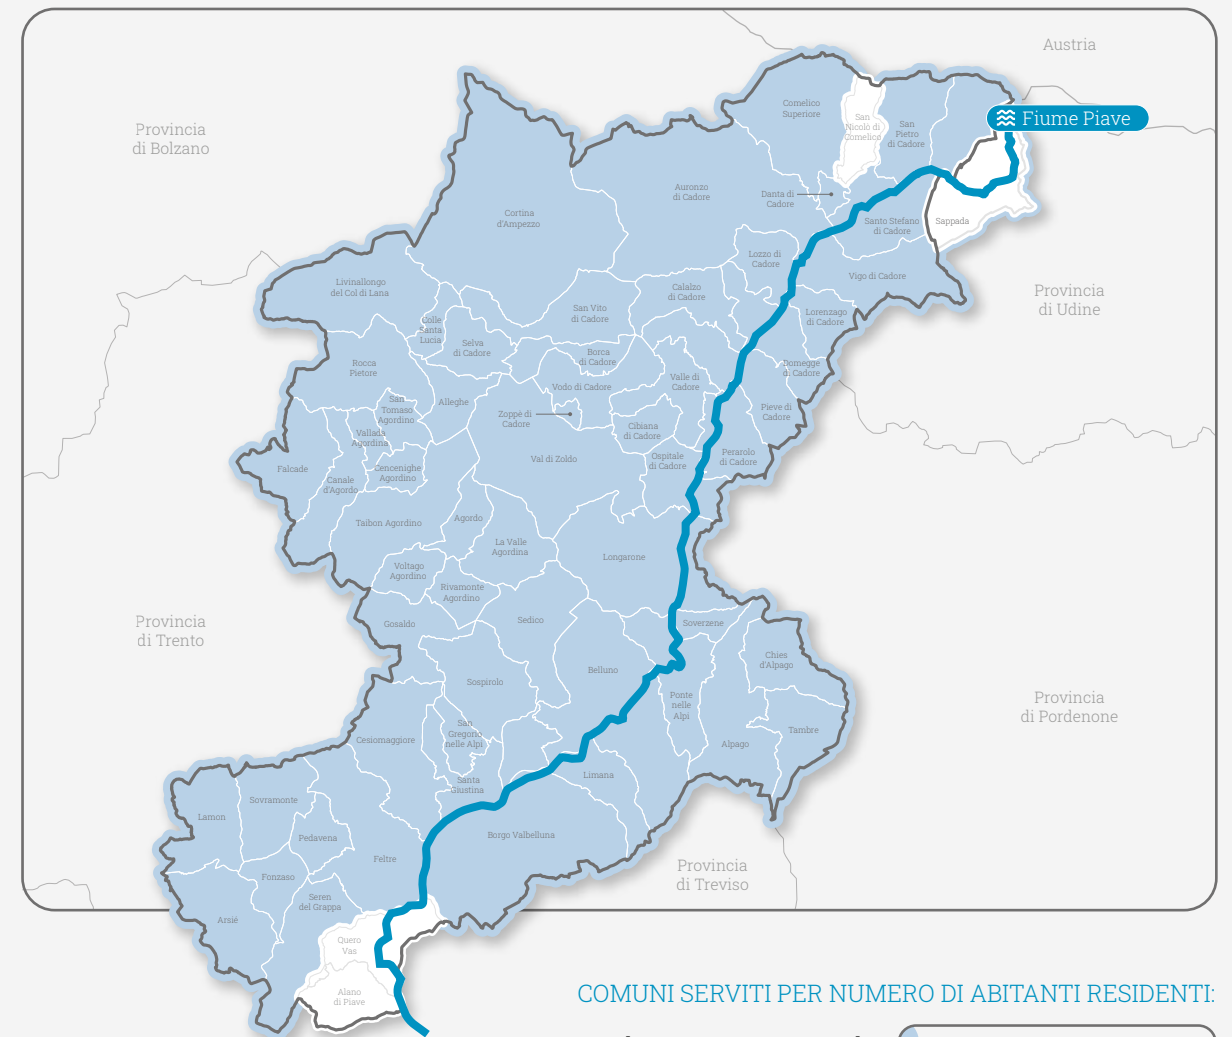 Austria
Provincia
di Bolzano
Comelico
Superiore
San
Nicolò di
Comelico
San
Pietro
di Cadore
Fiume Piave
Auronzo
di Cadore
Danta di
Cadore
Cortina
d'Ampezzo
Santo Stefano
di Cadore
Sappada
Lozzo di
Cadore
Vigo di Cadore
Livinallongo
del Col di Lana
Calalzo
di Cadore
Provincia
di Udine
San Vito
di Cadore
Lorenzago
di Cadore
Colle
Santa
Lucia
Selva
di Cadore
Borca
di Cadore
Rocca
Pietore
Domegge
di Cadore
Valle di
Cadore
Vodo di Cadore
San
Tomaso
Agordino
Alleghe
Zoppè di
Cadore
Pieve di
Cadore
Vallada
Agordina
Cibiana
di Cadore
Val di Zoldo
Ospitale
di Cadore
Perarolo
di Cadore
Falcade
Cencenighe
Agordino
Canale
d'Agordo
Taibon Agordino
Agordo
La Valle
Agordina
Longarone
Voltago
Agordino
Rivamonte
Agordino
Gosaldo
Sedico
Soverzene
Provincia
di Trento
Chies
d'Alpago
Belluno
Sospirolo
Ponte
nelle
Alpi
Provincia
di Pordenone
San
Gregorio
nelle Alpi
Cesiomaggiore
Tambre
Alpago
Limana
Santa
Giustina
Sovramonte
Lamon
Pedavena
Borgo Valbelluna
Feltre
Provincia
di Treviso
Fonzaso
Seren
del Grappa
Arsié
Quero
Vas
Alano
di Piave
COMUNI SERVITI PER NUMERO DI ABITANTI RESIDENTI: